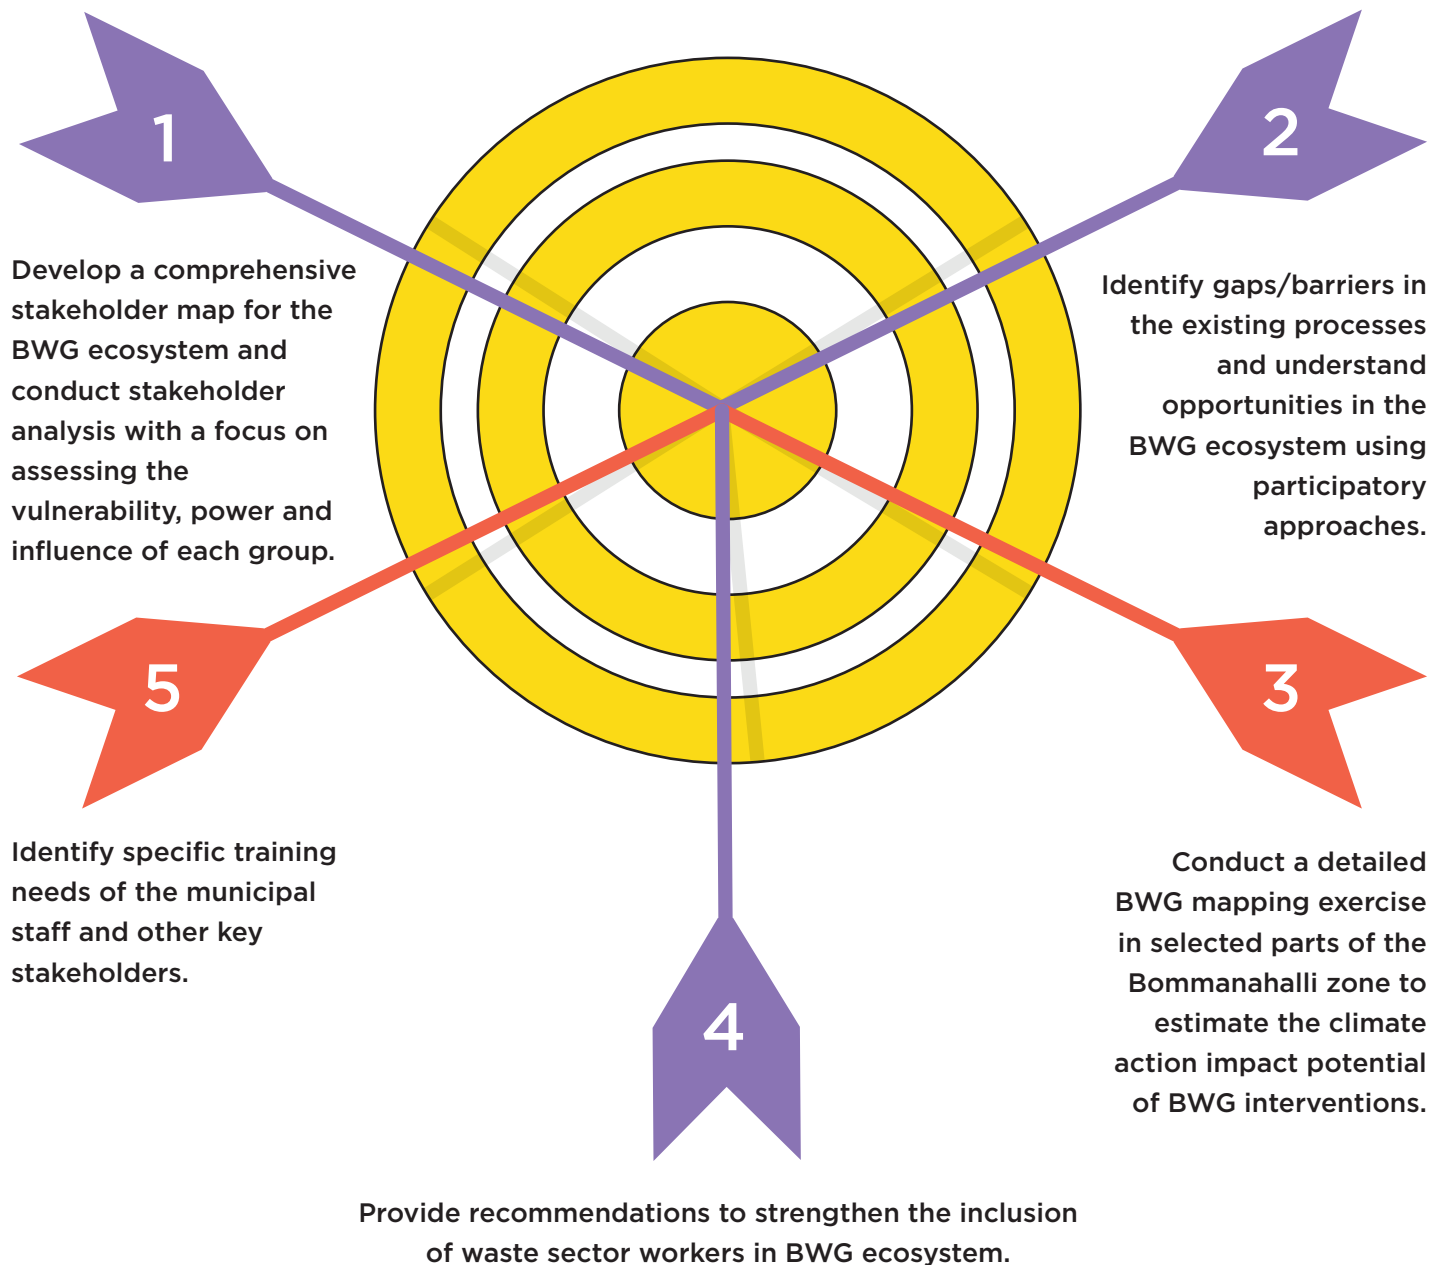 1
Develop a comprehensive
stakeholder map for the
BWG ecosystem and
conduct stakeholder
analysis with a focus on
assessing the
vulnerability, power and
influence of each group.
2
Identify gaps/barriers in
the existing processes
and understand
opportunities in the
BWG ecosystem using
participatory
approaches.
3
Conduct a detailed
BWG mapping exercise
in selected parts of the
Bommanahalli zone to
estimate the climate
action impact potential
of BWG interventions.
4
Provide recommendations to strengthen the inclusion
of waste sector workers in BWG ecosystem.
5
Identify specific training
needs of the municipal
staff and other key
stakeholders.